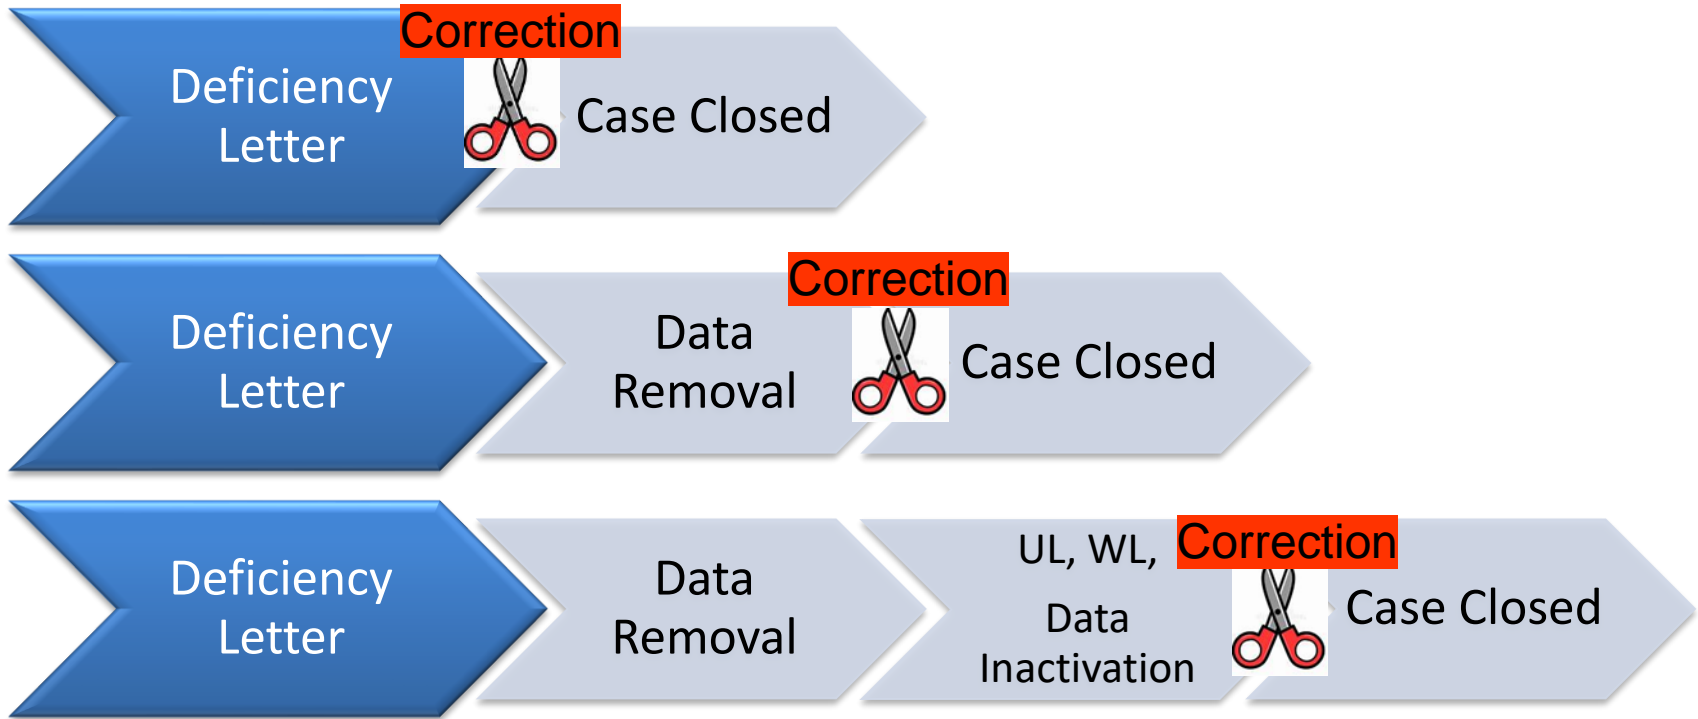 Correction
Deficiency
Letter
Case Closed
Correction
Deficiency
Letter
Data
Removal
Case Closed
Correction
Deficiency
Letter
Data
Removal
UL, WL,
Data
Inactivation
Case Closed